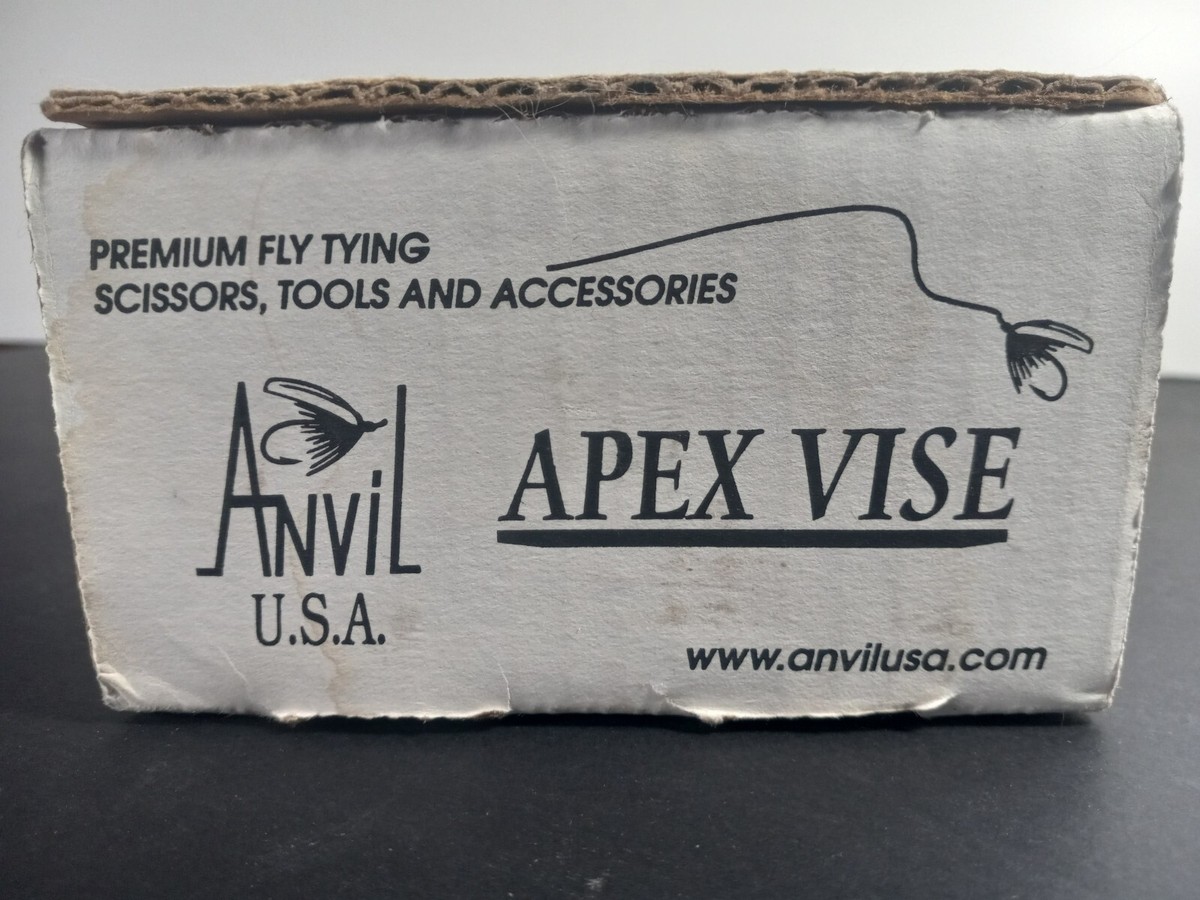 PREMIUM FLY TYING
SCISSORS, TOOLS AND ACCESSORIES
ANViL
U.S.A.
APEX VISE
www.anvilusa.com